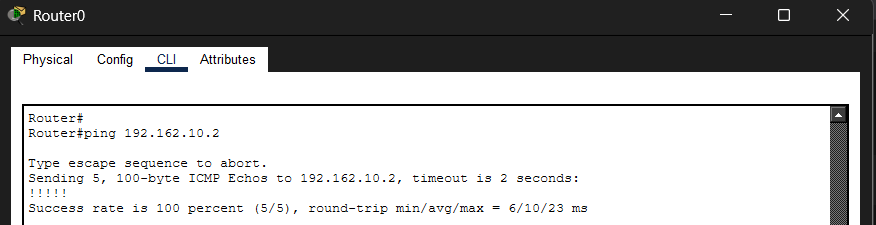 Router0
Physical Config CLI Attributes
Router#
Router#ping 192.162.10.2
Type escape sequence to abort.
Sending 5, 100-byte ICMP Echos to 192.162.10.2, timeout is 2 seconds:
!!!!!
Success rate is 100 percent (5/5), round-trip min/avg/max = 6/10/23 ms